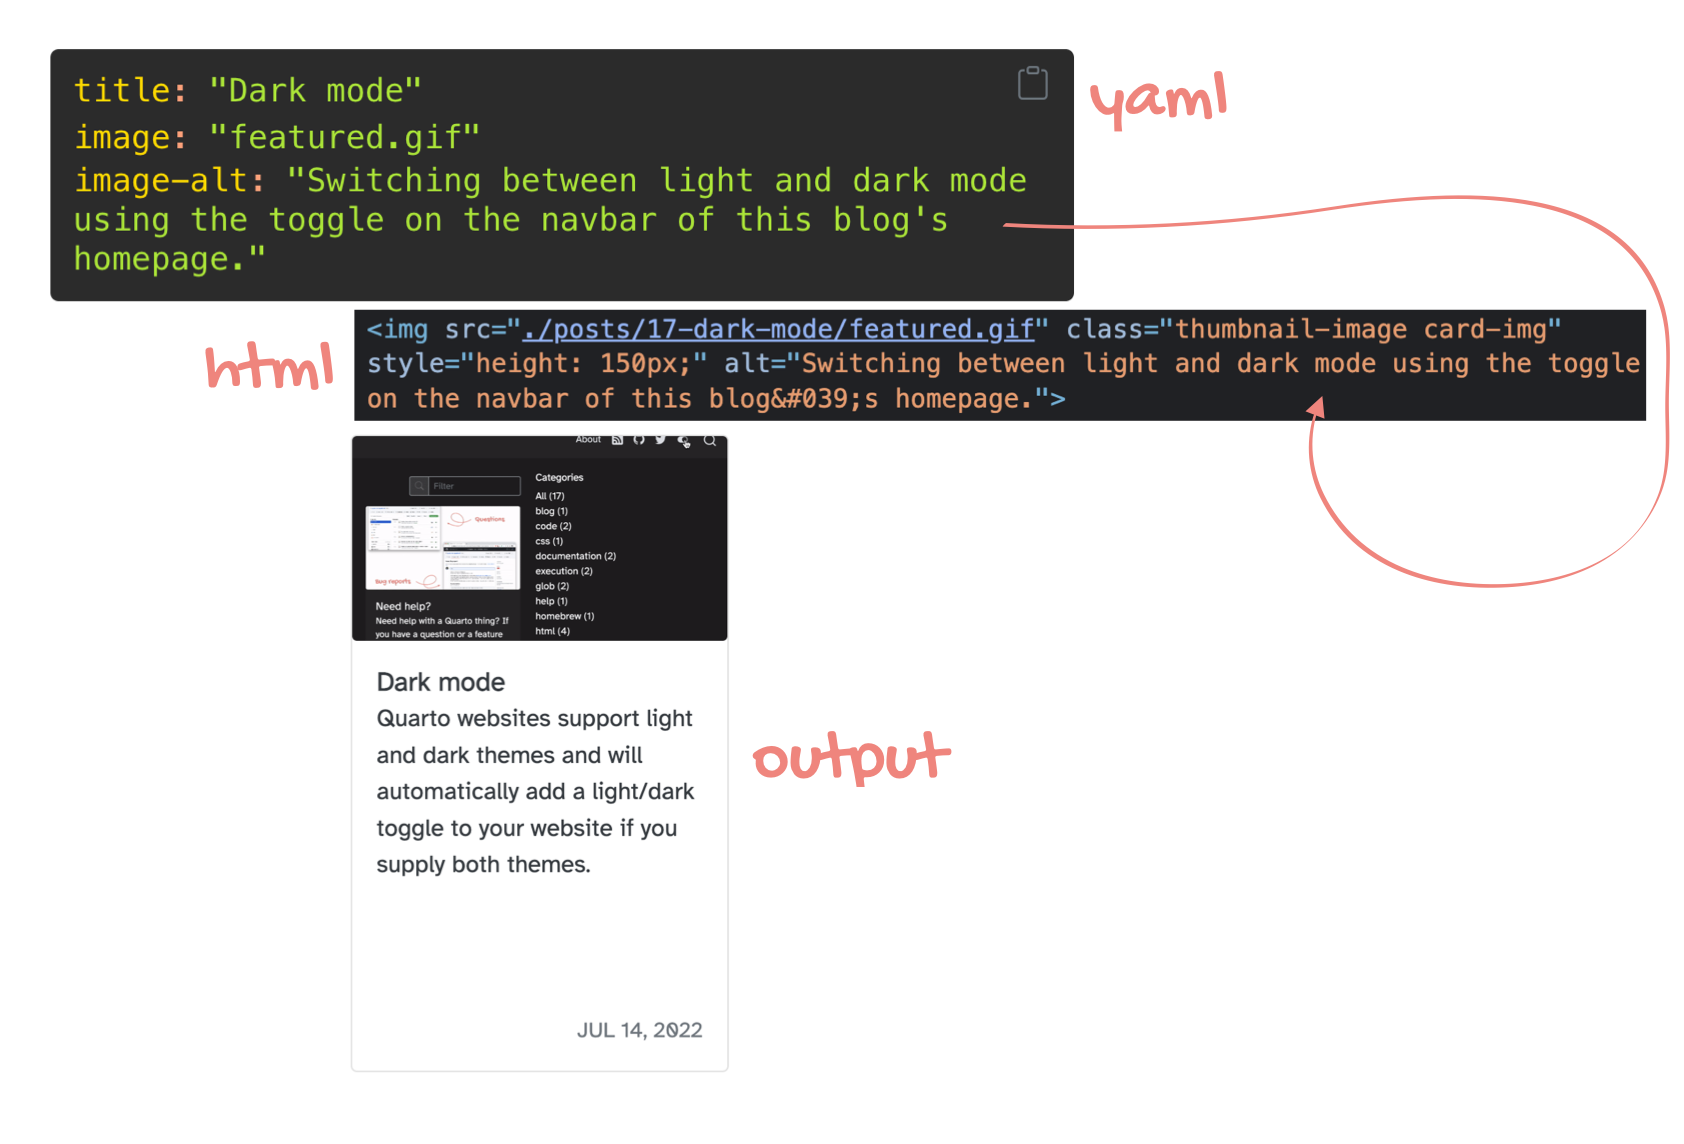 title: "Dark mode"
image: "featured.gif"
image-alt: "Switching between light and dark mode
using the toggle on the navbar of this blog's
homepage."
yaml
html
<img src="./posts/17-dark-mode/featured.gif" class="thumbnail-image card-img"
style="height: 150px;" alt="Switching between light and dark mode using the toggle
on the navbar of this blog&#039;s homepage.">
About
Filter
Questions
Bug reports
Need help?
Need help with a Quarto thing? If
you have a question or a feature
Categories
All (17)
blog (1)
code (2)
css (1)
documentation (2)
execution (2)
glob (2)
help (1)
homebrew (1)
html (4)
Dark mode
Quarto websites support light
and dark themes and will
automatically add a light/dark
toggle to your website if you
supply both themes.
JUL 14, 2022
output